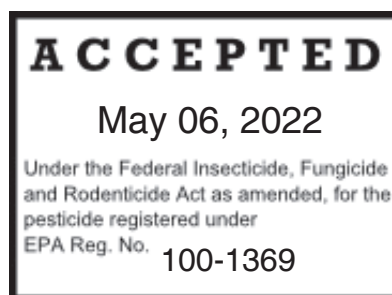 ACCEPTED
May 06, 2022
Under the Federal Insecticide, Fungicide
and Rodenticide Act as amended, for the
pesticide registered under
EPA Reg. No. 100-1369